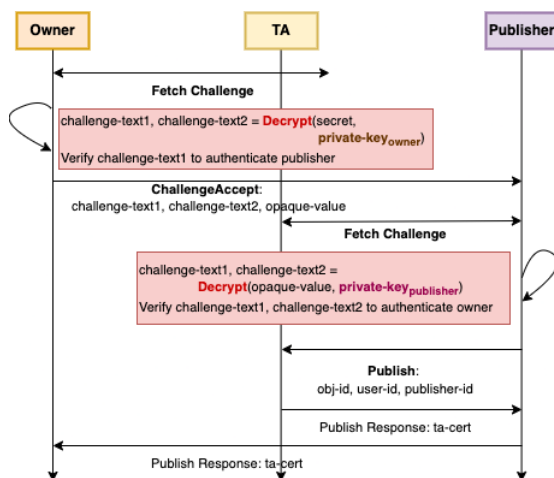 Owner
TA
Publisher
Fetch Challenge
challenge-text1, challenge-text2 = Decrypt(secret,
private-key_owner)
Verify challenge-text1 to authenticate publisher
ChallengeAccept:
challenge-text1, challenge-text2, opaque-value
Fetch Challenge
challenge-text1, challenge-text2 =
Decrypt(opaque-value, private-key_publisher)
Verify challenge-text1, challenge-text2 to authenticate owner
Publish:
obj-id, user-id, publisher-id
Publish Response: ta-cert
Publish Response: ta-cert